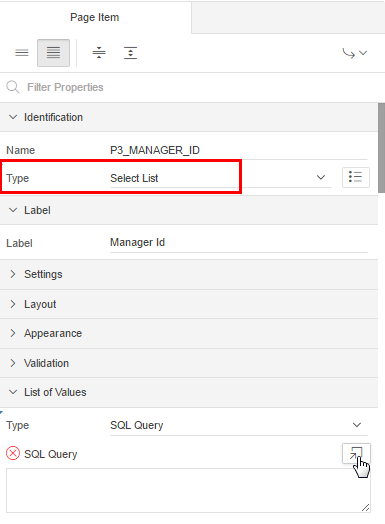 Page Item
Filter Properties
Identification
Name P3_MANAGER_ID
Type Select List
Label
Label Manager Id
Settings
Layout
Appearance
Validation
List of Values
Type SQL Query
SQL Query